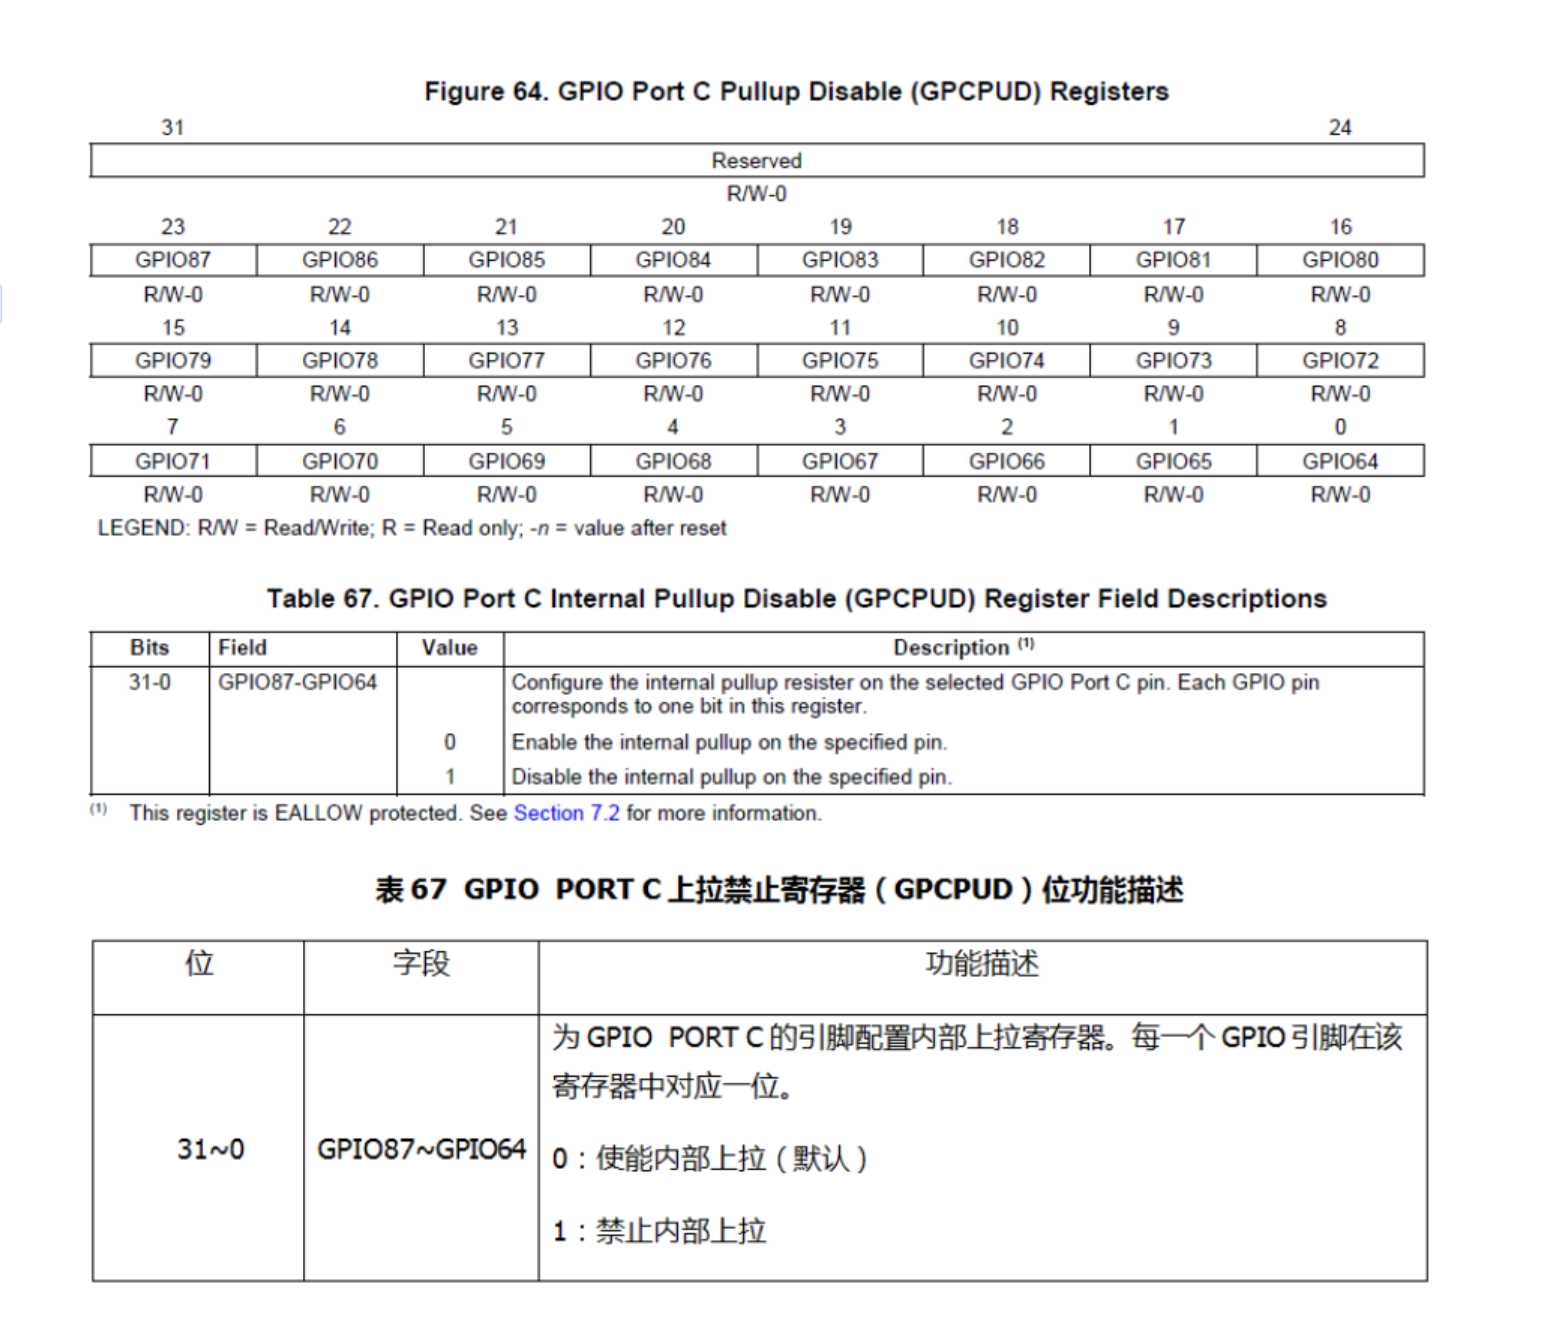 Figure 64. GPIO Port C Pullup Disable (GPCPUD) Registers
31 24
Reserved
R/W-0
23 22 21 20 19 18 17 16
GPIO87 GPIO86 GPIO85 GPIO84 GPIO83 GPIO82 GPIO81 GPIO80
R/W-0 R/W-0 R/W-0 R/W-0 R/W-0 R/W-0 R/W-0 R/W-0
15 14 13 12 11 10 9 8
GPIO79 GPIO78 GPIO77 GPIO76 GPIO75 GPIO74 GPIO73 GPIO72
R/W-0 R/W-0 R/W-0 R/W-0 R/W-0 R/W-0 R/W-0 R/W-0
7 6 5 4 3 2 1 0
GPIO71 GPIO70 GPIO69 GPIO68 GPIO67 GPIO66 GPIO65 GPIO64
R/W-0 R/W-0 R/W-0 R/W-0 R/W-0 R/W-0 R/W-0 R/W-0
LEGEND: R/W = Read/Write; R = Read only; -n = value after reset
Table 67. GPIO Port C Internal Pullup Disable (GPCPUD) Register Field Descriptions
Bits Field Value Description (1)
31-0 GPIO87-GPIO64 Configure the internal pullup resister on the selected GPIO Port C pin. Each GPIO pin
corresponds to one bit in this register.
0 Enable the internal pullup on the specified pin.
1 Disable the internal pullup on the specified pin.
(1) This register is EALLOW protected. See Section 7.2 for more information.
表 67 GPIO PORT C 上拉禁止寄存器（GPCPUD）位功能描述
位 字段 功能描述
为 GPIO PORT C 的引脚配置内部上拉寄存器。每一个 GPIO 引脚在该
寄存器中对应一位。
31~0 GPIO87~GPIO64 0：使能内部上拉（默认）
1：禁止内部上拉